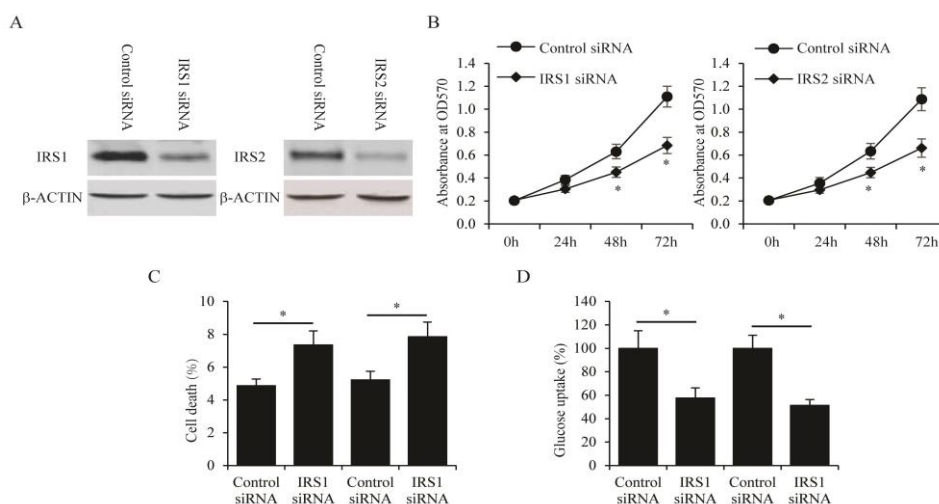 A
Control siRNA
IRS1 siRNA
Control siRNA
IRS2 siRNA
IRS1
IRS2
β-ACTIN
β-ACTIN
B
Control siRNA
IRS1 siRNA
Absorbance at OD570
1.4
1.2
1.0
0.8
0.6
0.4
0.2
0.0
*
*
0h 24h 48h 72h
Control siRNA
IRS2 siRNA
Absorbance at OD570
1.4
1.2
1.0
0.8
0.6
0.4
0.2
0.0
*
*
0h 24h 48h 72h
C
Cell death (%)
10
8
6
4
2
0
*
*
Control IRS1 Control IRS1
siRNA siRNA siRNA siRNA
D
Glucose uptake (%)
140
120
100
80
60
40
20
0
*
*
Control IRS1 Control IRS1
siRNA siRNA siRNA siRNA